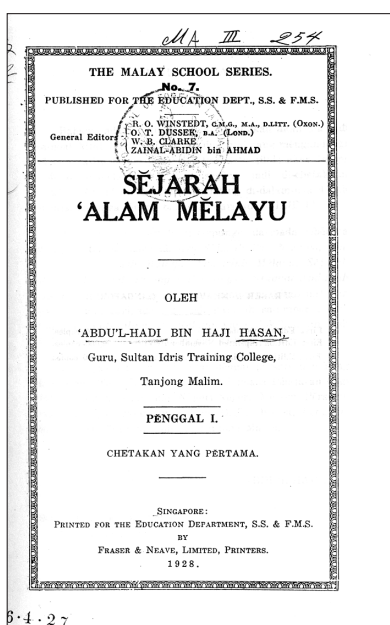 MA III 254
THE MALAY SCHOOL SERIES.
No. 7.
PUBLISHED FOR THE EDUCATION DEPT., S.S. & F.M.S.
R. O. WINSTEDT, C.M.G., M.A., D.LITT. (OXON.)
General Editors O. T. DUSSEK, B.A. (LOND.)
W. B. CLARKE
ZAINAL-ABIDIN bin AHMAD
SĔJARAH
‘ALAM MĔLAYU
OLEH
‘ABDU'L-HADI BIN HAJI HASAN,
Guru, Sultan Idris Training College,
Tanjong Malim.
PĔNGGAL I.
CHETAKAN YANG PĔRTAMA.
SINGAPORE:
PRINTED FOR THE EDUCATION DEPARTMENT, S.S. & F.M.S.
BY
FRASER & NEAVE, LIMITED, PRINTERS.
1928.
6·4·27